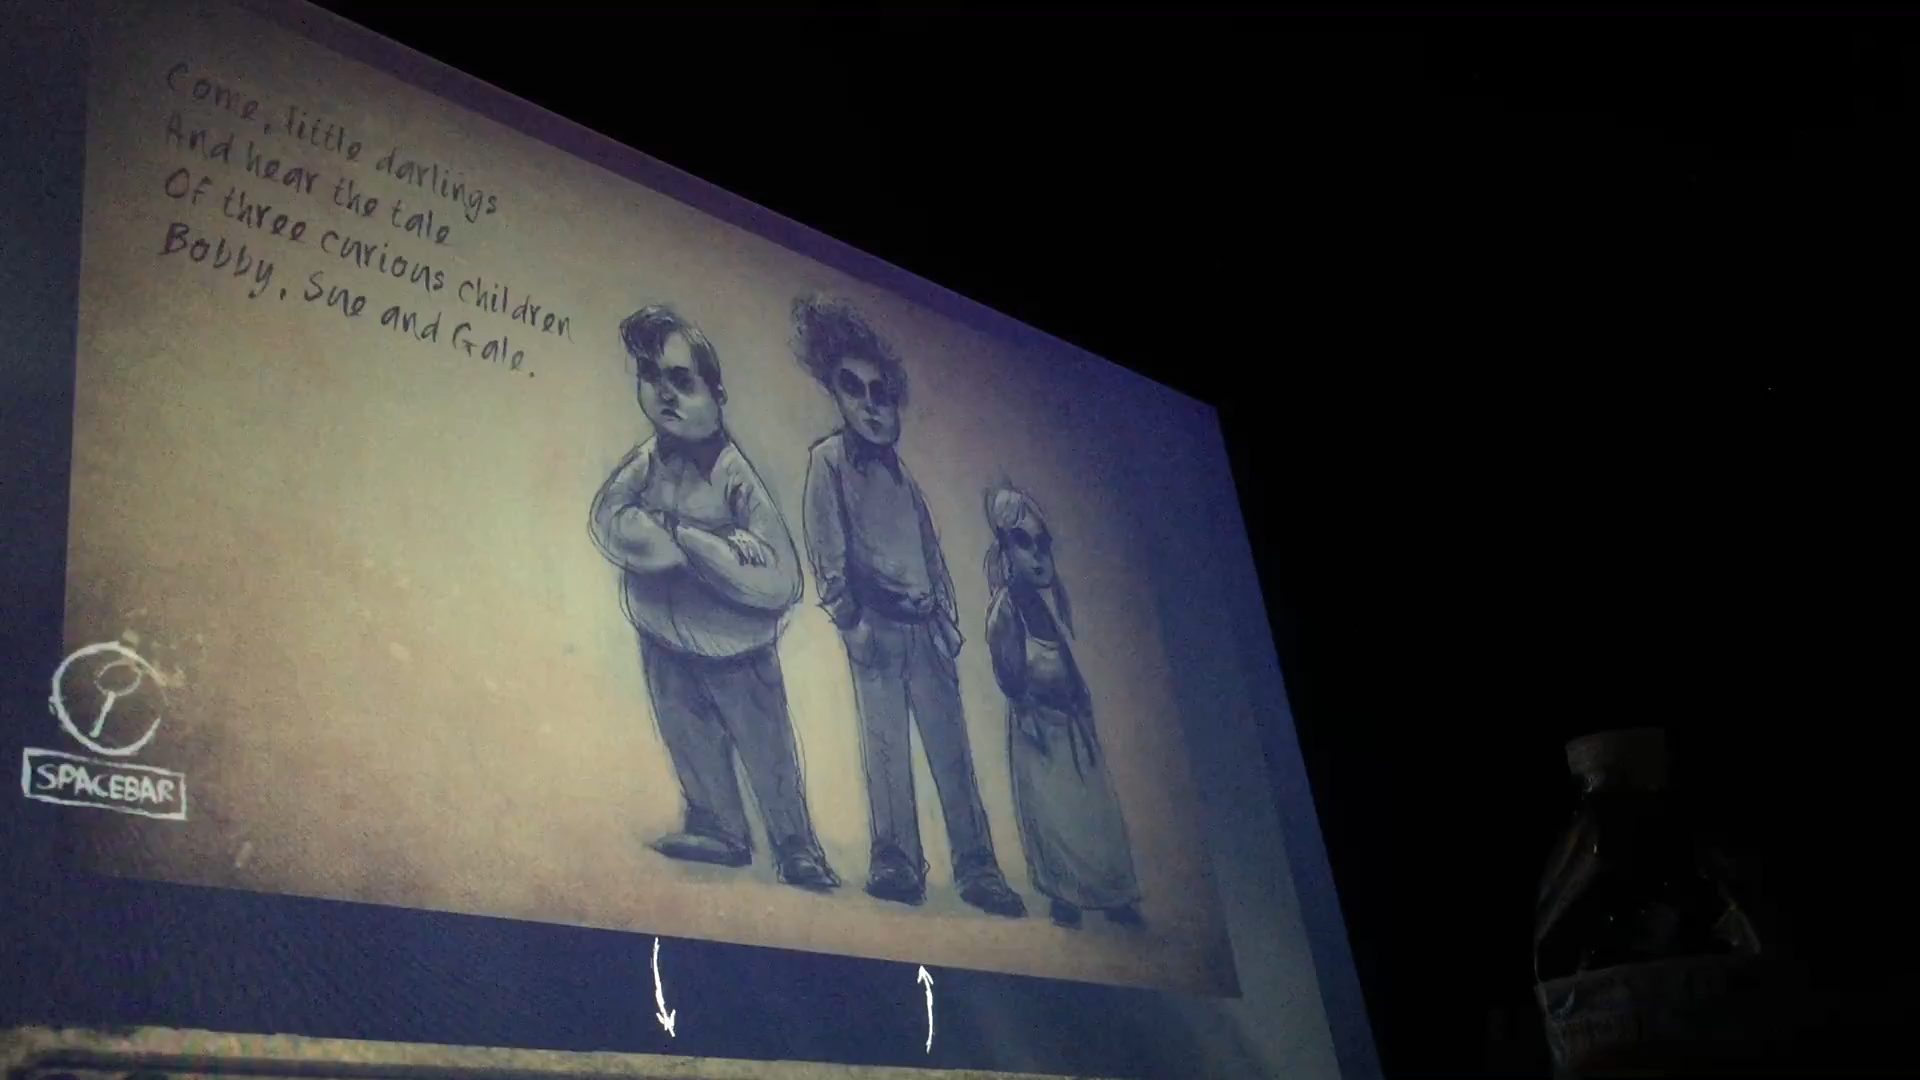 Come, little darlings
And hear the tale
Of three curious children
Bobby, Sue and Gale.
SPACEBAR